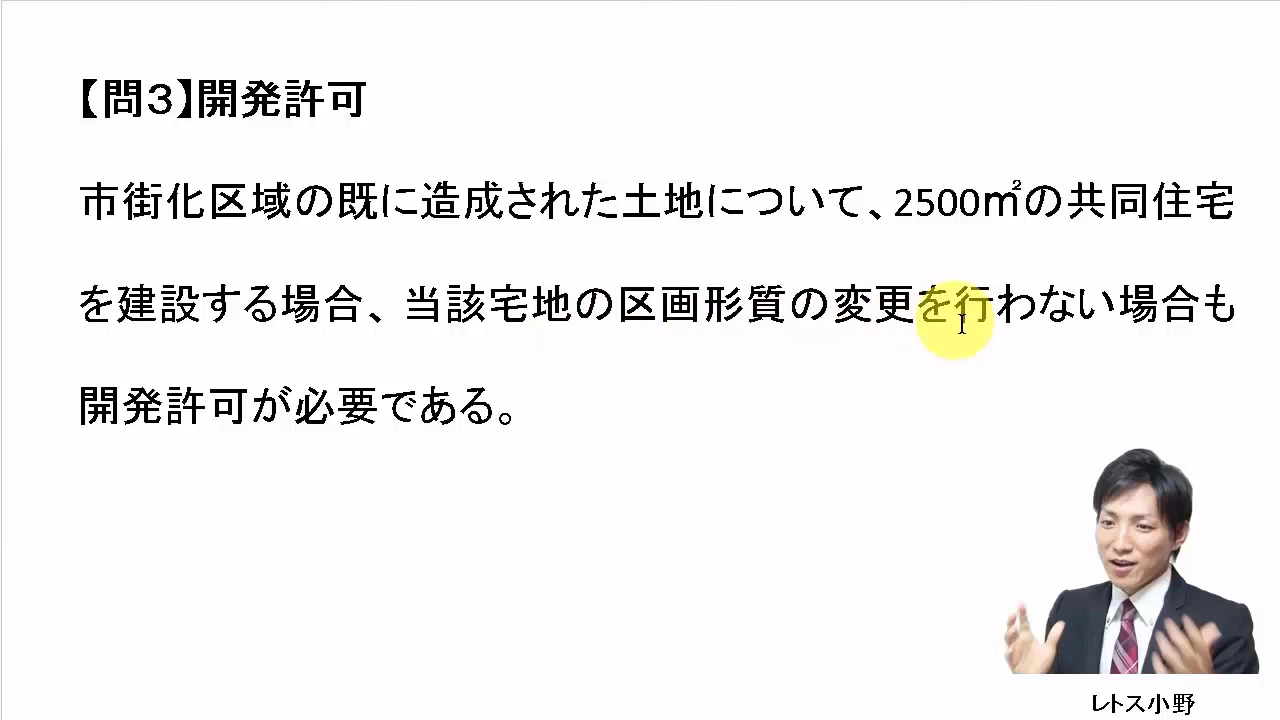 【問３】開発許可
市街化区域の既に造成された土地について、2500㎡の共同住宅
を建設する場合、当該宅地の区画形質の変更を行わない場合も
開発許可が必要である。
レトス小野